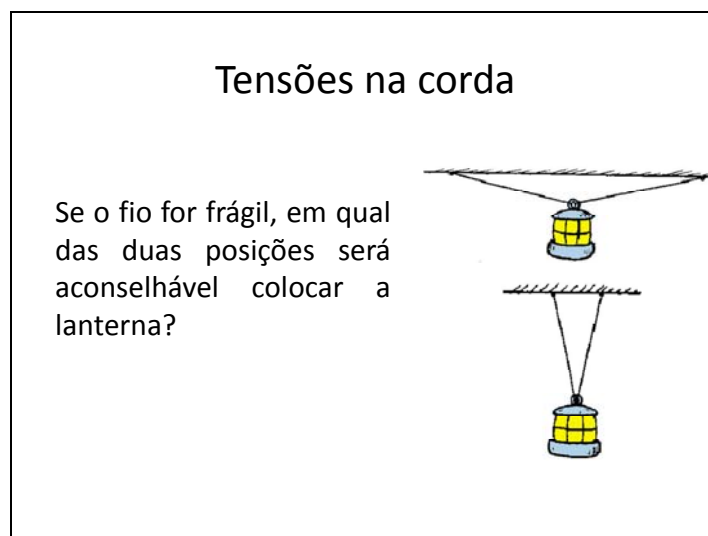 Tensões na corda
Se o fio for frágil, em qual
das duas posições será
aconselhável colocar a
lanterna?